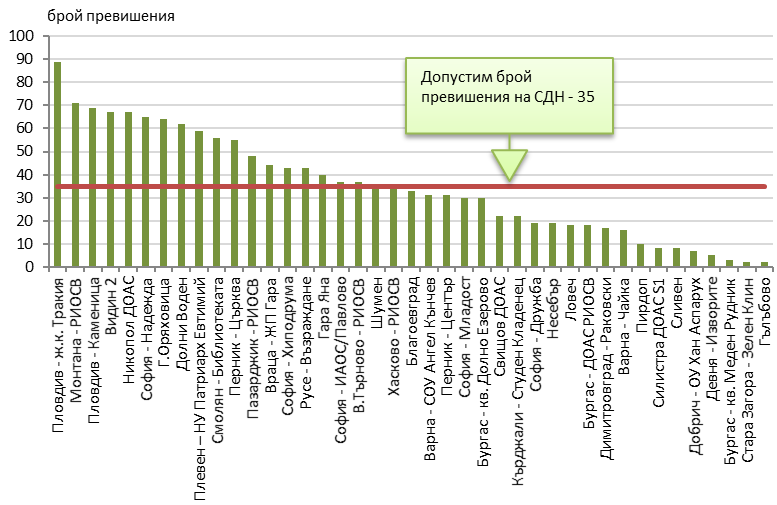 брой превишения
100
90
80
70
60
50
40
30
20
10
0
Допустим брой
превишения на СДН - 35
Пловдив - ж.к. Тракия
Монтана - РИОСВ
Пловдив - Каменица
Видин 2
Никопол ДОАС
София - Надежда
Г.Оряховица
Долни Воден
Плевен – НУ Патриарх Евтимий
Смолян - Библиотеката
Перник - Църква
Пазарджик - РИОСВ
Враца - ЖП Гара
София - Хиподрума
Русе - Възраждане
Гара Яна
София - ИАОС/Павлово
В.Търново - РИОСВ
Шумен
Хасково - РИОСВ
Благоевград
Варна - СОУ Ангел Кънчев
Перник - Център
София - Младост
Бургас - кв. Долно Езерово
Свищов ДОАС
Кърджали - Студен Кладенец
София - Дружба
Несебър
Ловеч
Бургас - ДОАС РИОСВ
Димитровград - Раковски
Варна - Чайка
Пирдоп
Силистра ДОАС S1
Сливен
Добрич - ОУ Хан Аспарух
Девня - Изворите
Бургас - кв. Меден Рудник
Стара Загора - Зелен Клин
Гълъбово